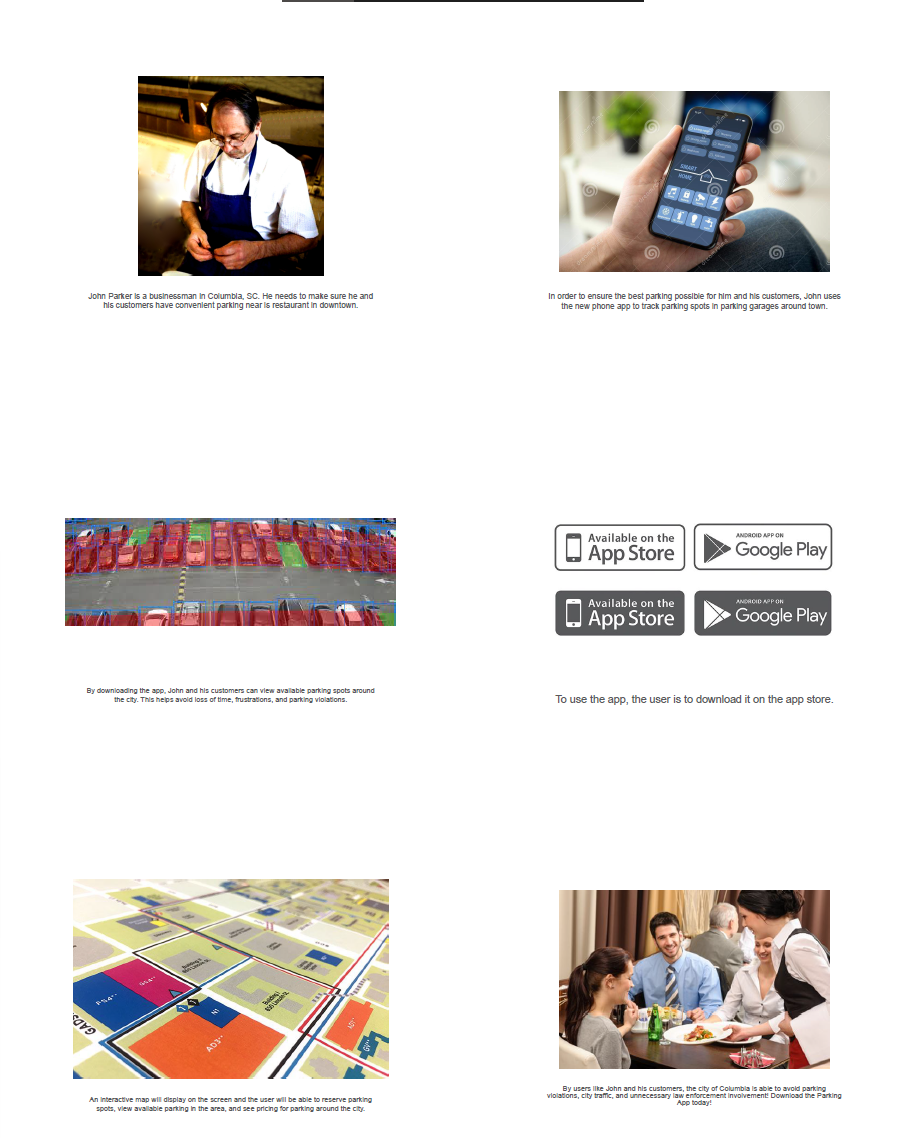 John Parker is a businessman in Columbia, SC. He needs to make sure he and
his customers have convenient parking near is restaurant in downtown.
SMART
HOME
In order to ensure the best parking possible for him and his customers, John uses
the new phone app to track parking spots in parking garages around town.
By downloading the app, John and his customers can view available parking spots around
the city. This helps avoid loss of time, frustrations, and parking violations.
Available on the
App Store
ANDROID APP ON
Google Play
Available on the
App Store
ANDROID APP ON
Google Play
To use the app, the user is to download it on the app store.
PS4
GL4
N1
AD3
AD1
GADS
An interactive map will display on the screen and the user will be able to reserve parking
spots, view available parking in the area, and see pricing for parking around the city.
By users like John and his customers, the city of Columbia is able to avoid parking
violations, city traffic, and unnecessary law enforcement involvement! Download the Parking
App today!